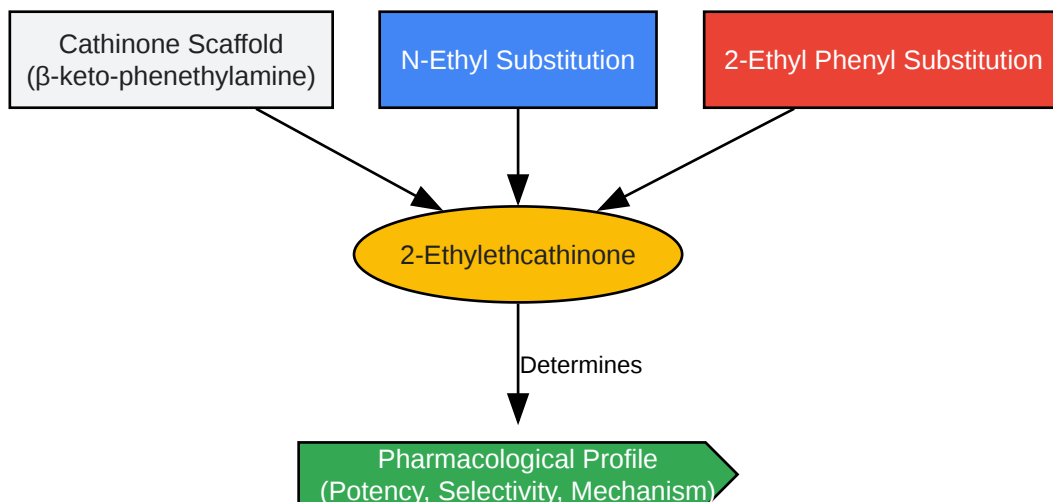 Cathinone Scaffold
(β-keto-phenethylamine)
N-Ethyl Substitution
2-Ethyl Phenyl Substitution
2-Ethylethcathinone
Determines
Pharmacological Profile
(Potency, Selectivity, Mechanism)